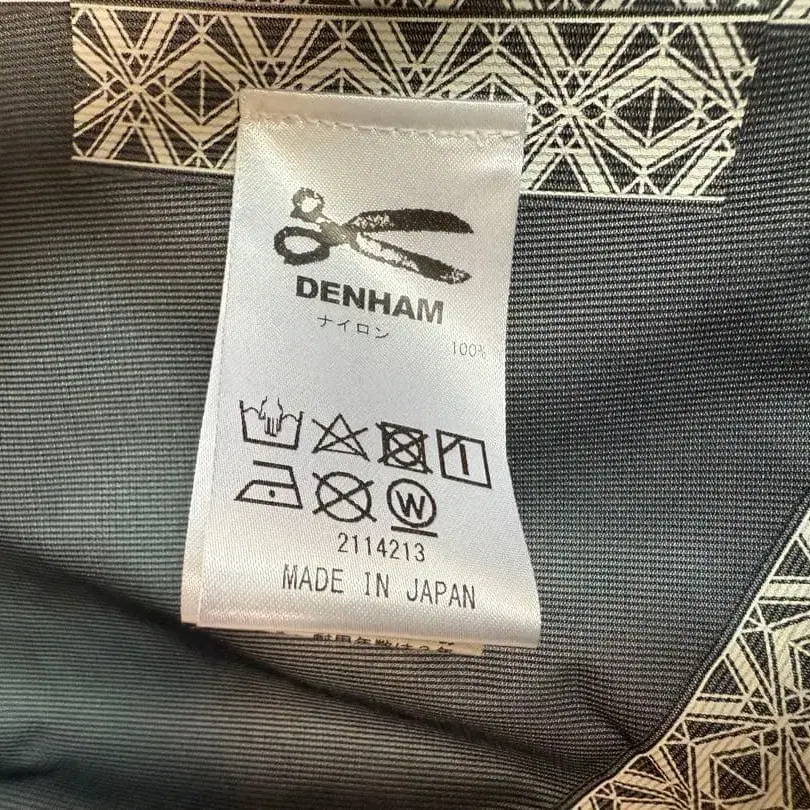 DENHAM
ナイロン
100%
W
2114213
MADE IN JAPAN